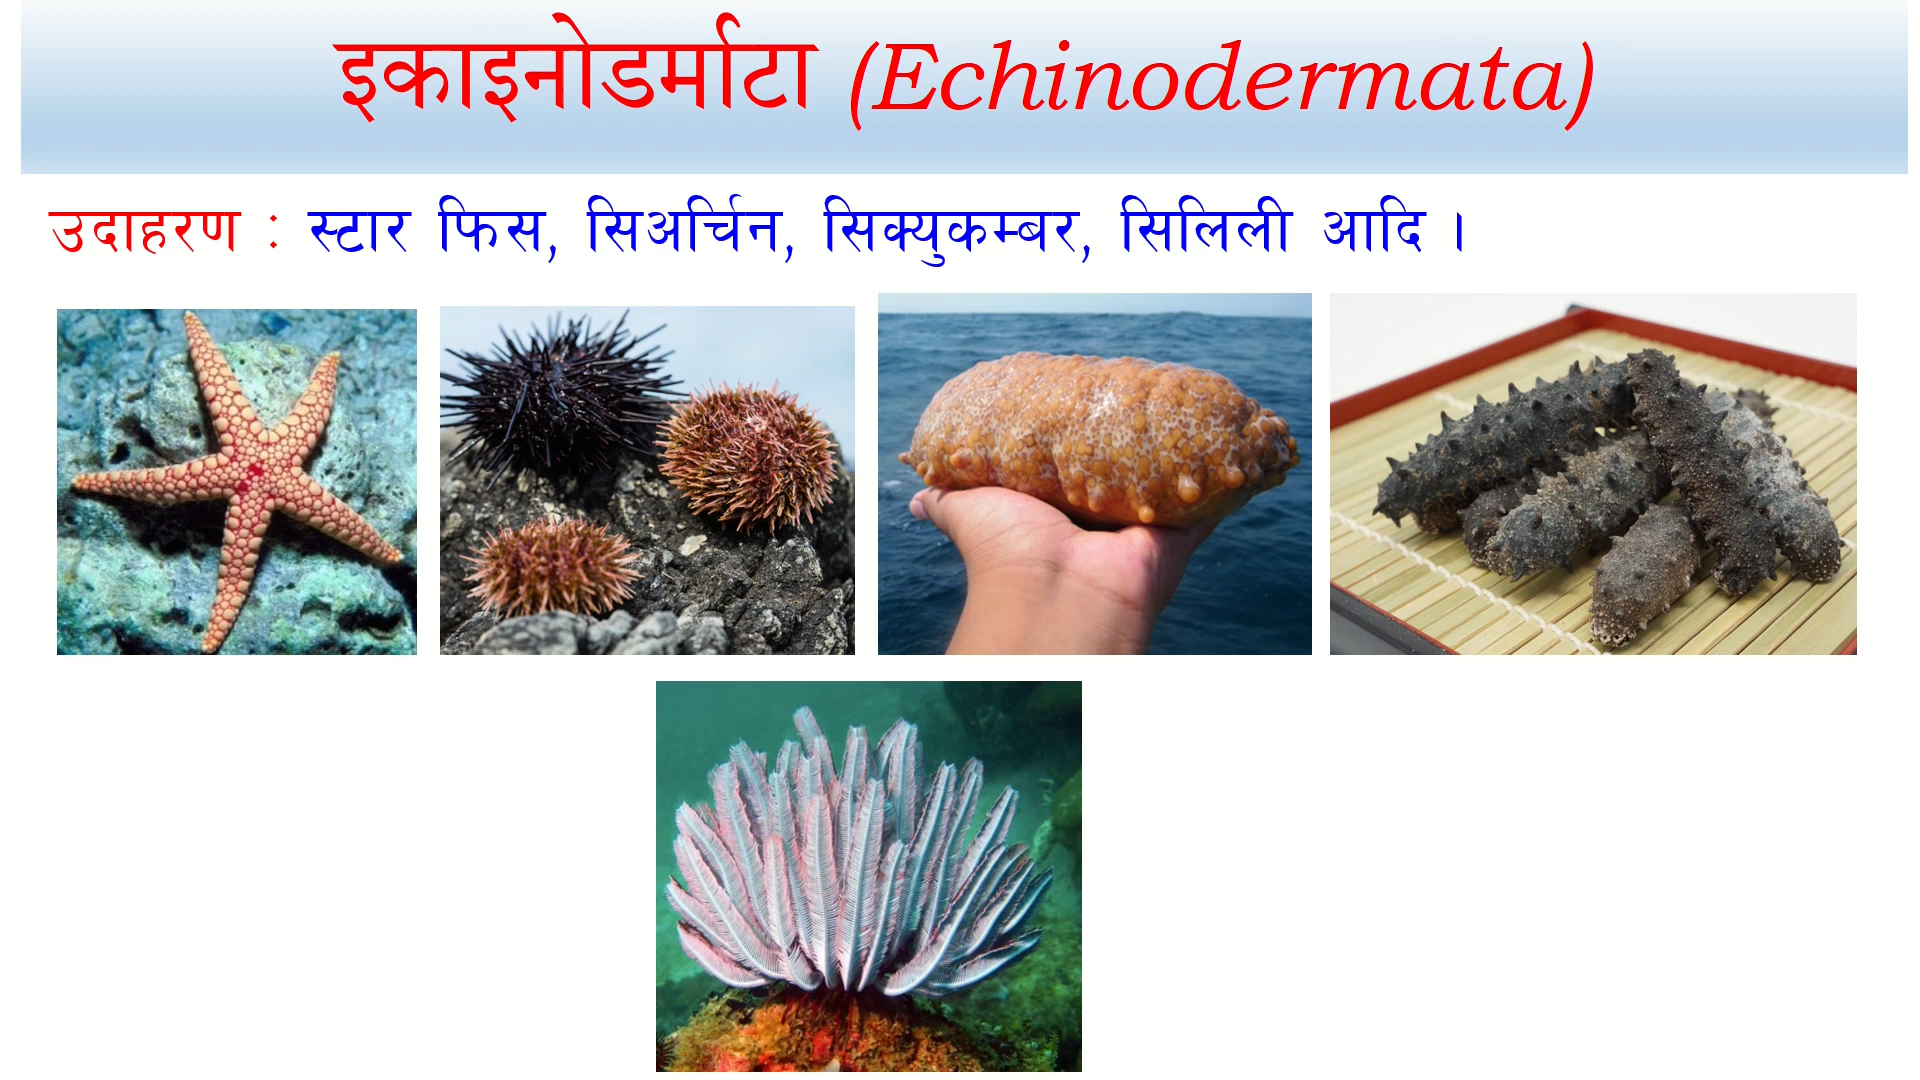 इकाइनोडर्माटा (Echinodermata)
उदाहरण : स्टार फिस, सिअर्चिन, सिक्युकम्बर, सिलिली आदि ।